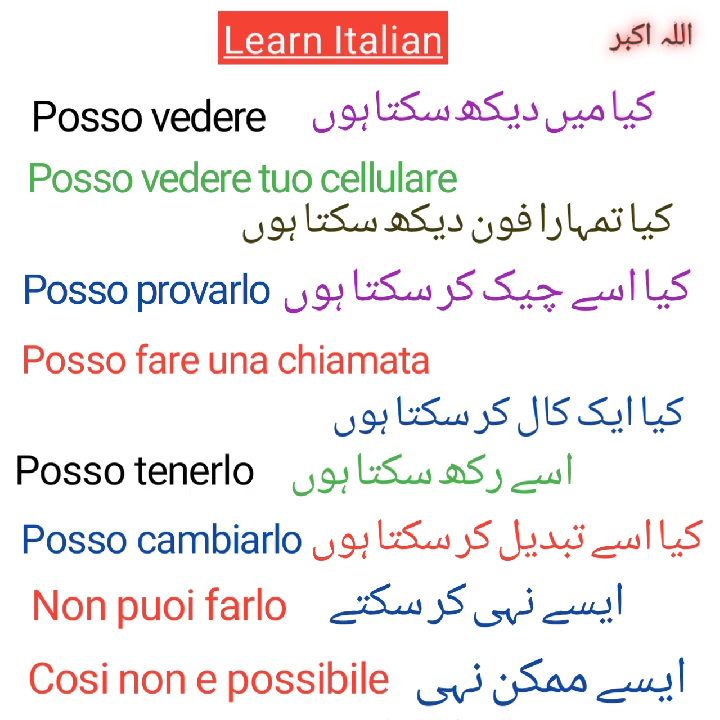 Learn Italian
اللہ اکبر
Posso vedere کیا میں دیکھ سکتا ہوں
Posso vedere tuo cellulare
کیا تمہارا فون دیکھ سکتا ہوں
Posso provarlo کیا اسے چیک کر سکتا ہوں
Posso fare una chiamata
کیا ایک کال کر سکتا ہوں
Posso tenerlo اسے رکھ سکتا ہوں
Posso cambiarlo کیا اسے تبدیل کر سکتا ہوں
Non puoi farlo ایسے نہی کر سکتے
Cosi non e possibile ایسے ممکن نہی